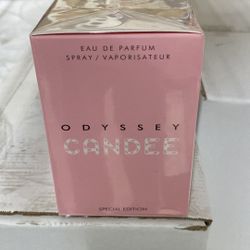 EAU DE PARFUM
SPRAY / VAPORISATEUR
ODYSSEY
CANDEE
SPECIAL EDITION